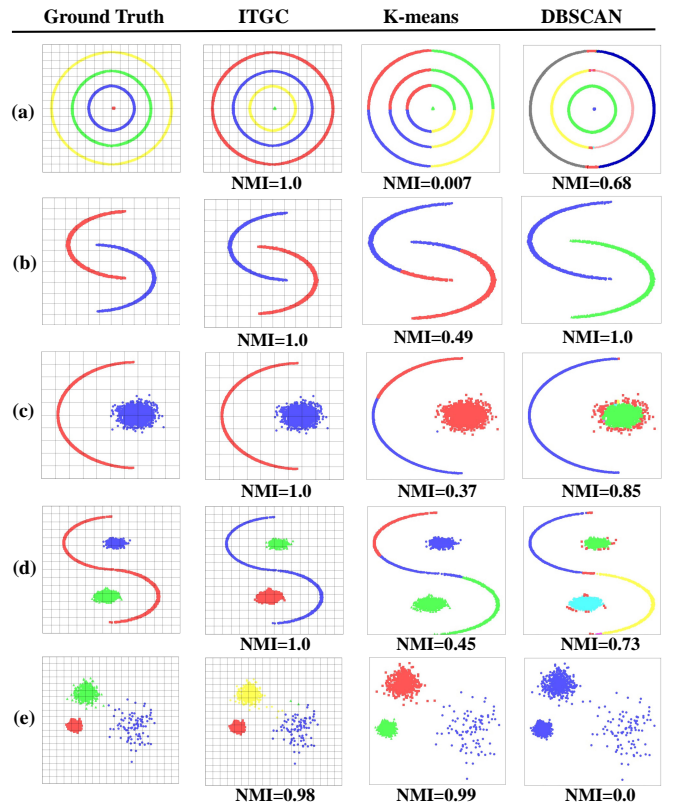 Ground Truth ITGC K-means DBSCAN
(a)
NMI=1.0 NMI=0.007 NMI=0.68
(b)
NMI=1.0 NMI=0.49 NMI=1.0
(c)
NMI=1.0 NMI=0.37 NMI=0.85
(d)
NMI=1.0 NMI=0.45 NMI=0.73
(e)
NMI=0.98 NMI=0.99 NMI=0.0